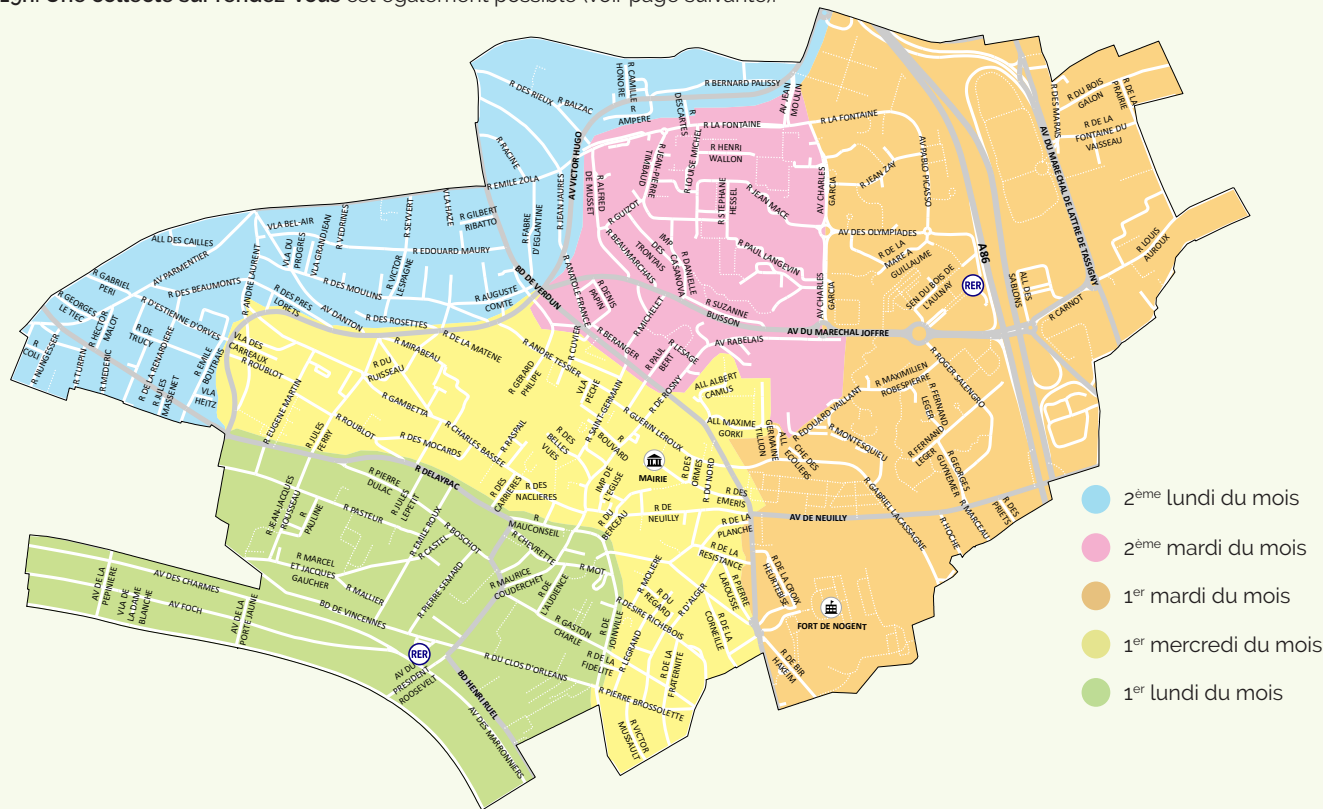 Une collecte sur rendez-vous est également possible (voir page suivante).
R DES RIEUX
R BALZAC
R CAMILLE &
HONORE
AMPERE
DESCARTES
R
R BERNARD PALISSY
AV JEAN
MOULIN
R LA FONTAINE
R LA FONTAINE
R DES MARAIS
R DU BOIS
GALON
R DE LA
PRAIRIE
R DE LA
FONTAINE DU
VAISSEAU
AV DU MARECHAL DE LATTRE DE TASSIGNY
R RACINE
AV VICTOR HUGO
R EMILE ZOLA
R JEAN JAURES
R ALFRED
DE MUSSET
R JEAN-PIERRE
TIMBAUD
R LOUISE MICHEL
R HENRI
WALLON
R STEPHANE
HESSEL
R JEAN MACE
AV CHARLES
GARCIA
R JEAN ZAY
AV PABLO PICASSO
R GUIZOT
R BEAUMARCHAIS
IMP
DES
TRONTAIS
R DANIELLE
CASANOVA
R PAUL LANGEVIN
AV DES OLYMPIADES
R DE LA
MARE A
GUILLAUME
SEN DU BOIS DE
L'AULNAY
RER
A86
ALL DES
SABLONS
R LOUIS
AUROUX
R CARNOT
VLA BEL-AIR
ALL DES CAILLES
AV PARMENTIER
R ANDRE LAURENT
VLA DU
PROGRES
VLA GRANDJEAN
R VEDRINES
R SEYVERT
VLA HAZE
R GILBERT
RIBATTO
R FABRE
D'EGLANTINE
R EDOUARD MAURY
R VICTOR
LESPAGNE
R DES MOULINS
R AUGUSTE
COMTE
BD DE VERDUN
R ANATOLE FRANCE
R DENIS
PAPIN
R MICHELET
R SUZANNE
BUISSON
AV CHARLES
GARCIA
AV DU MARECHAL JOFFRE
R GABRIEL
PERI
R GEORGES
LE TIEC
R DES BEAUMONTS
R D'ESTIENNE D'ORVES
R HECTOR
MALOT
R DE
TRUCY
R DE LA RENARDIERE
R EMILE
BOUTRAIS
R JULES
MASSENET
VLA
HEITZ
R
COLI
R NUNGESSER
R TURPIN
R MEDERIC
R DES PRES
LORETS
AV DANTON
R DES ROSETTES
R DE LA MATENE
R MIRABEAU
VLA DES
CARREAUX
R ROUBLOT
R DU
RUISSEAU
R GAMBETTA
R ANDRE TESSIER
R GERARD
PHILIPE
R CUVIER
R BERANGER
VLA
PECHE
R SAINT-GERMAIN
R PAUL
BERT
R LESAGE
R DE ROSNY
AV RABELAIS
ALL ALBERT
CAMUS
ALL MAXIME
GORKI
GERMAINE
TILLION
ALL
ECOLIERS
& CHE DES
R EDOUARD VAILLANT
R MAXIMILIEN
ROBESPIERRE
R ROGER SALENGRO
R FERNAND
LEGER
R FERNAND
LEGER
R MONTESQUIEU
R GEORGES
GUYNEMER
R MARCEAU
R DES
PRIETS
R HOCHE
R GABRIEL LACASSAGNE
AV DE NEUILLY
R EUGENE MARTIN
R JULES
FERRY
R ROUBLOT
R DES MOCARDS
R CHARLES BASSEE
R RASPAIL
R DES
BELLES
VUES
R
BOUVARD
R GUERIN LEROUX
MAIRIE
R DES
ORMES
R DU NORD
R DES
EMERIS
R DES
CARRIERES
R DES
NACLIERES
IMP DE
L'EGLISE
R DU
BERCEAU
R DE
NEUILLY
R DE LA
PLANCHE
R DE LA
RESISTANCE
R DELAYRAC
R PIERRE
DULAC
R JULES
LEPETIT
R
MAUCONSEIL
R CHEVRETTE
R MOT
R JEAN-JACQUES
ROUSSEAU
R
PAULINE
R PASTEUR
R EMILE ROUX
R CASTEL
R BOSCHOT
R MARCEL
ET JACQUES
GAUCHER
R MALLIER
R PIERRE SEMARD
R MAURICE
COUDERCHET
R DE
L'AUDIENCE
R GASTON
CHARLE
R DE
JOINVILLE
R DE LA
FIDELITE
R MOLIERE
R DU
REGARD
R DESIRE RICHEBOIS
R D'ALGER
R PIERRE
LAROUSSE
R DE LA
CORNEILLE
R LEGRAND
R DE LA
FRATERNITE
R PIERRE BROSSOLETTE
R VICTOR
MUSSAULT
R DE LA CROIX
HEURTEBISE
FORT DE NOGENT
R DE BIR
HAKEIM
AV DE LA
PEPINIERE
AV DES CHARMES
VLA DE
LA DAME
BLANCHE
AV FOCH
AV DE LA
PORTE JAUNE
BD DE VINCENNES
RER
AV DU
PRESIDENT
ROOSEVELT
BD HENRI RUEL
R DU CLOS D'ORLEANS
AV DES MARRONNIERS
2ème lundi du mois
2ème mardi du mois
1er mardi du mois
1er mercredi du mois
1er lundi du mois